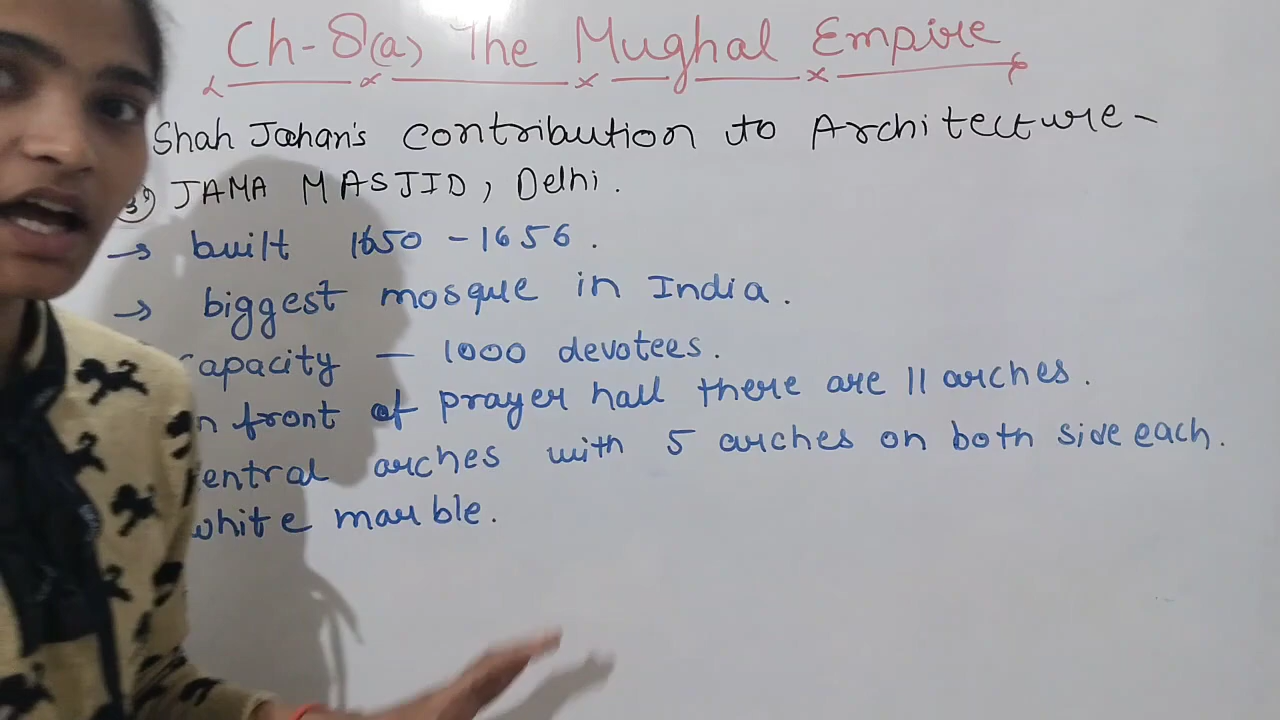 Ch-8(a) The Mughal Empire
Shah Jahan's contribution to Architecture-
3) JAMA MASJID, Delhi.
→ built 1650 - 1656.
→ biggest mosque in India.
capacity - 1000 devotees.
n front of prayer hall there are 11 arches.
entral arches with 5 arches on both side each.
white marble.